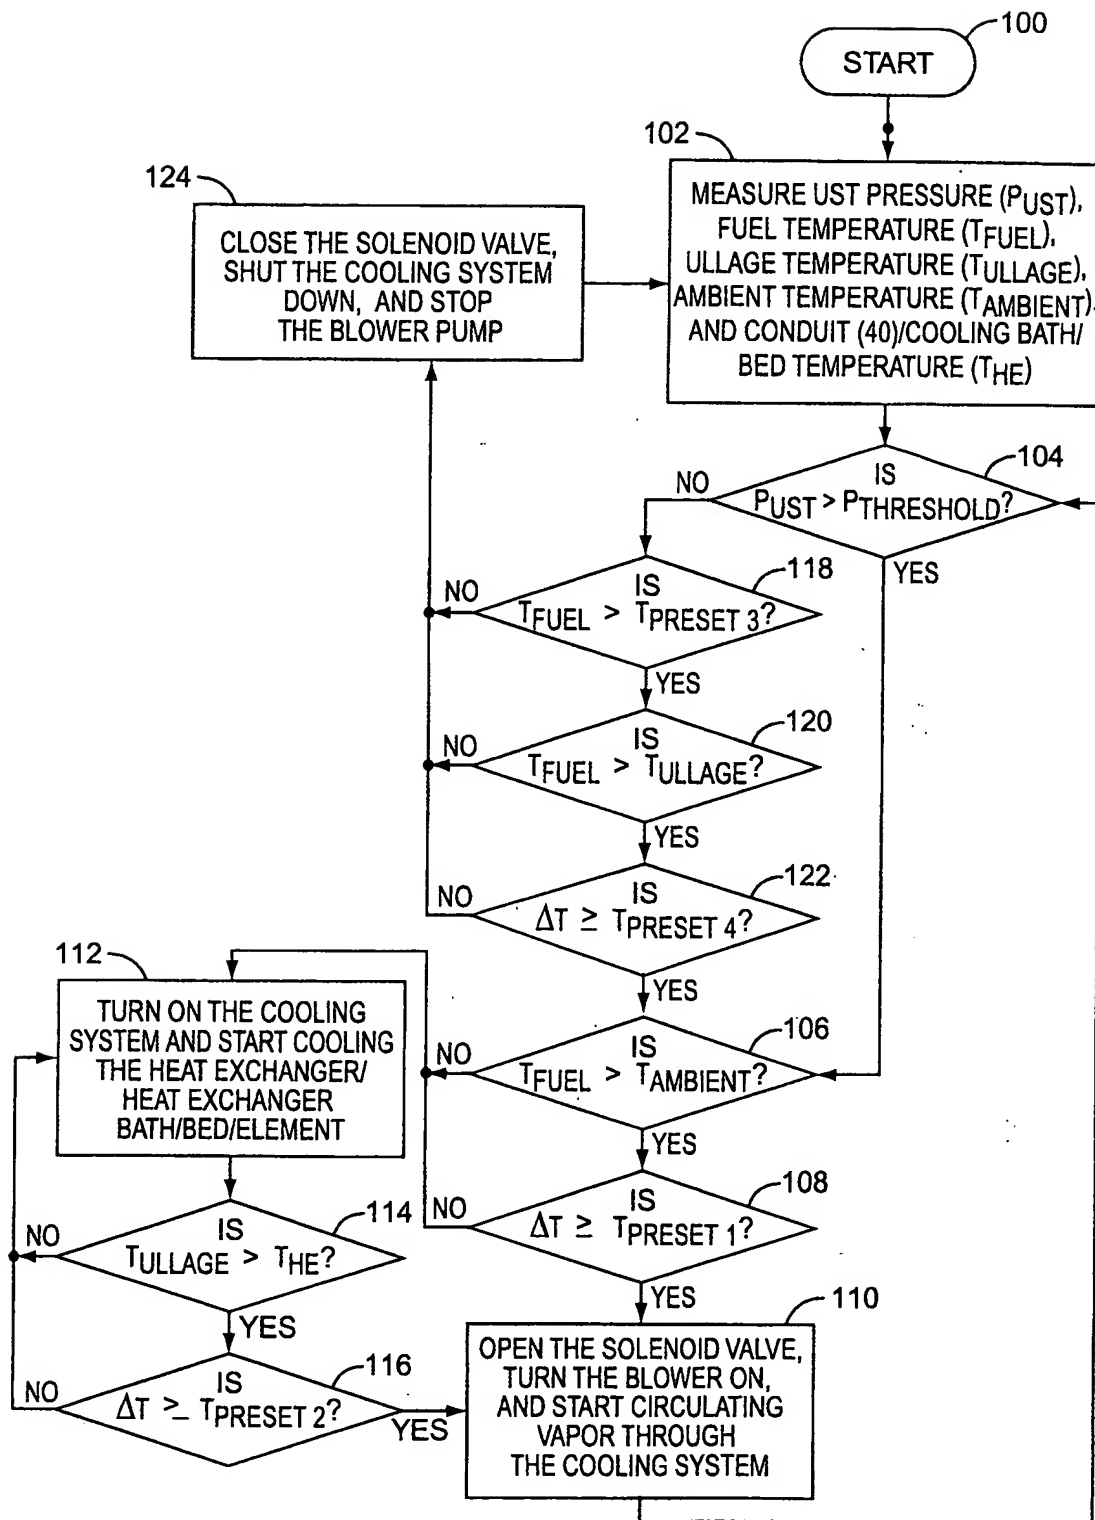 100
START
102
MEASURE UST PRESSURE (PUST),
FUEL TEMPERATURE (TFUEL),
ULLAGE TEMPERATURE (TULLAGE),
AMBIENT TEMPERATURE (TAMBIENT),
AND CONDUIT (40)/COOLING BATH/
BED TEMPERATURE (THE)
124
CLOSE THE SOLENOID VALVE,
SHUT THE COOLING SYSTEM
DOWN, AND STOP
THE BLOWER PUMP
104
IS
PUST > PTHRESHOLD?
NO
YES
118
IS
TFUEL > TPRESET 3?
NO
YES
120
IS
TFUEL > TULLAGE?
NO
YES
122
IS
ΔT ≥ TPRESET 4?
NO
YES
106
IS
TFUEL > TAMBIENT?
NO
YES
108
IS
ΔT ≥ TPRESET 1?
NO
YES
112
TURN ON THE COOLING
SYSTEM AND START COOLING
THE HEAT EXCHANGER/
HEAT EXCHANGER
BATH/BED/ELEMENT
114
IS
TULLAGE > THE?
NO
YES
116
IS
ΔT ≥ TPRESET 2?
NO
YES
110
OPEN THE SOLENOID VALVE,
TURN THE BLOWER ON,
AND START CIRCULATING
VAPOR THROUGH
THE COOLING SYSTEM